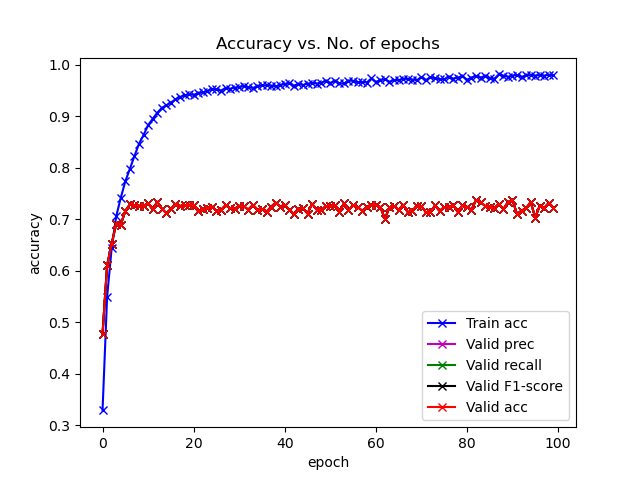 Accuracy vs. No. of epochs
accuracy
1.0
0.9
0.8
0.7
0.6
0.5
0.4
0.3
Train acc
Valid prec
Valid recall
Valid F1-score
Valid acc
0 20 40 60 80 100
epoch